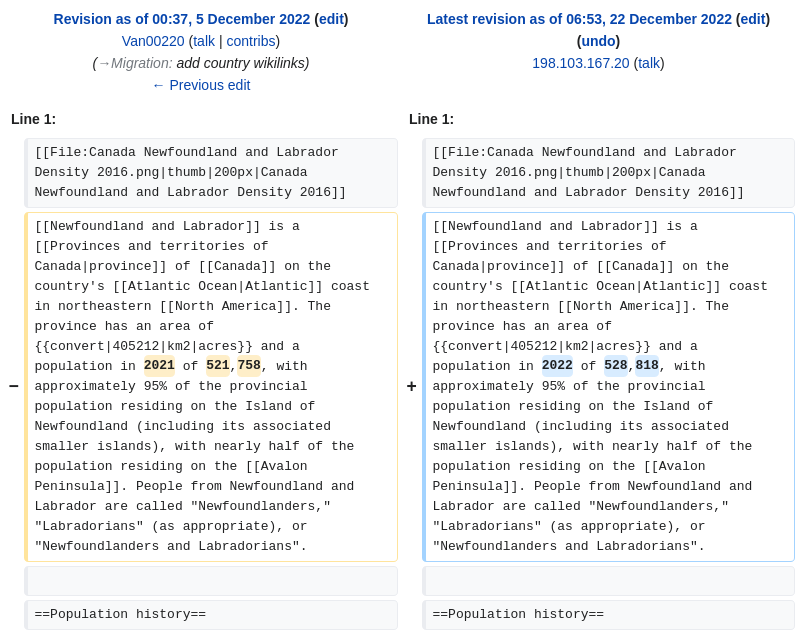 Revision as of 00:37, 5 December 2022 (edit)
Van00220 (talk | contribs)
(→Migration: add country wikilinks)
← Previous edit
Line 1:
[[File:Canada Newfoundland and Labrador
Density 2016.png|thumb|200px|Canada
Newfoundland and Labrador Density 2016]]
− [[Newfoundland and Labrador]] is a
[[Provinces and territories of
Canada|province]] of [[Canada]] on the
country's [[Atlantic Ocean|Atlantic]] coast
in northeastern [[North America]]. The
province has an area of
{{convert|405212|km2|acres}} and a
population in 2021 of 521,758, with
approximately 95% of the provincial
population residing on the Island of
Newfoundland (including its associated
smaller islands), with nearly half of the
population residing on the [[Avalon
Peninsula]]. People from Newfoundland and
Labrador are called "Newfoundlanders,"
"Labradorians" (as appropriate), or
"Newfoundlanders and Labradorians".
==Population history==
Latest revision as of 06:53, 22 December 2022 (edit)
(undo)
198.103.167.20 (talk)
Line 1:
[[File:Canada Newfoundland and Labrador
Density 2016.png|thumb|200px|Canada
Newfoundland and Labrador Density 2016]]
+ [[Newfoundland and Labrador]] is a
[[Provinces and territories of
Canada|province]] of [[Canada]] on the
country's [[Atlantic Ocean|Atlantic]] coast
in northeastern [[North America]]. The
province has an area of
{{convert|405212|km2|acres}} and a
population in 2022 of 528,818, with
approximately 95% of the provincial
population residing on the Island of
Newfoundland (including its associated
smaller islands), with nearly half of the
population residing on the [[Avalon
Peninsula]]. People from Newfoundland and
Labrador are called "Newfoundlanders,"
"Labradorians" (as appropriate), or
"Newfoundlanders and Labradorians".
==Population history==